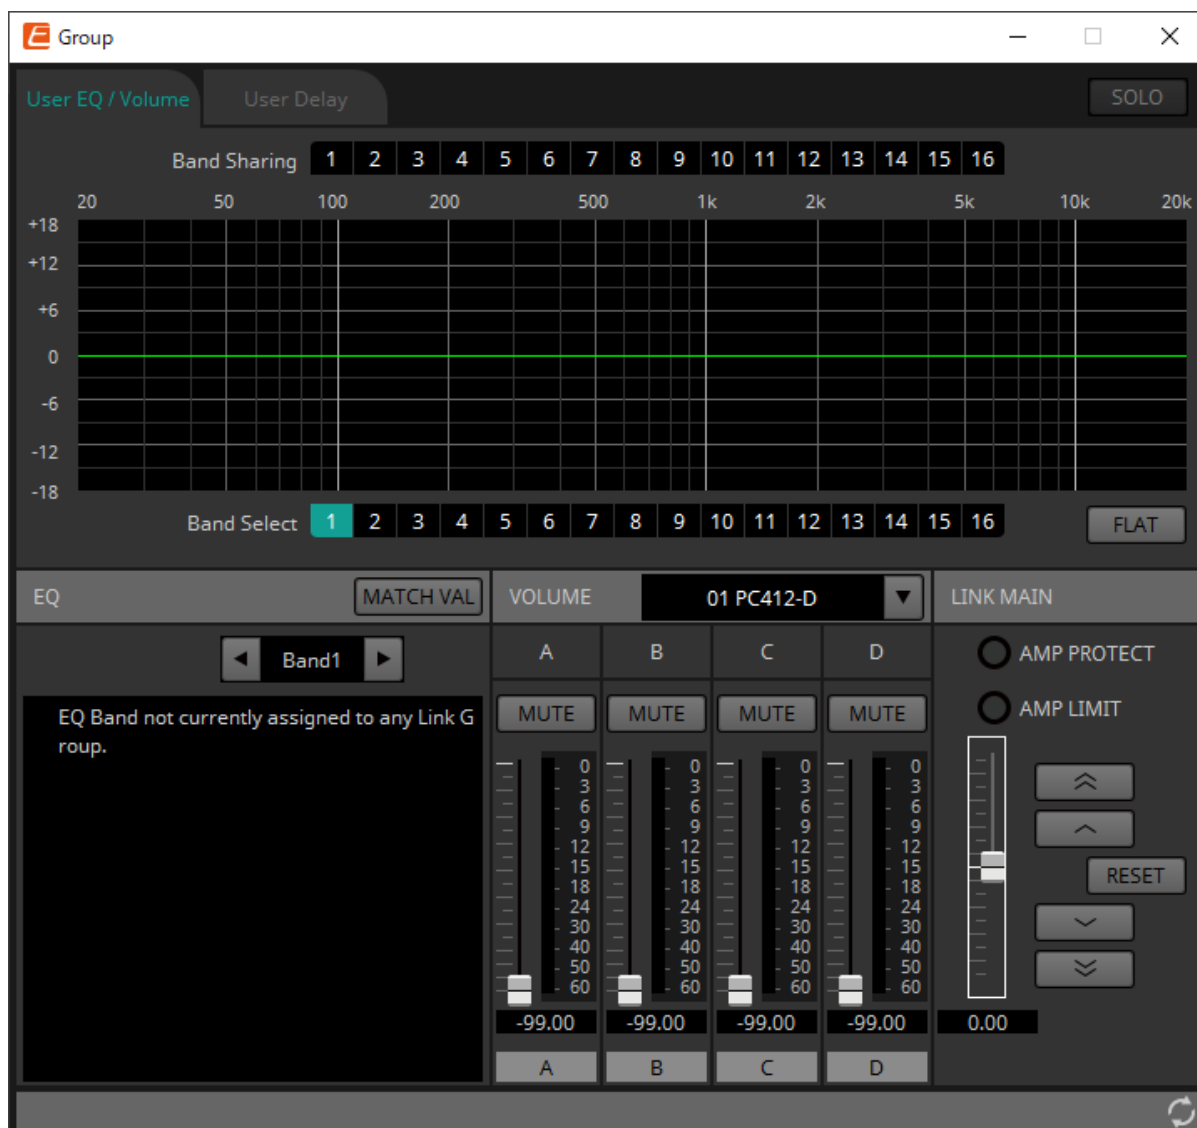 Group
User EQ / Volume User Delay SOLO
Band Sharing 1 2 3 4 5 6 7 8 9 10 11 12 13 14 15 16
20 50 100 200 500 1k 2k 5k 10k 20k
+18
+12
+6
0
-6
-12
-18
Band Select 1 2 3 4 5 6 7 8 9 10 11 12 13 14 15 16 FLAT
EQ MATCH VAL VOLUME 01 PC412-D LINK MAIN
Band1
EQ Band not currently assigned to any Link G
roup.
A B C D
MUTE MUTE MUTE MUTE
0 0 0 0
3 3 3 3
6 6 6 6
9 9 9 9
12 12 12 12
15 15 15 15
18 18 18 18
24 24 24 24
30 30 30 30
40 40 40 40
50 50 50 50
60 60 60 60
-99.00 -99.00 -99.00 -99.00
A B C D
AMP PROTECT
AMP LIMIT
RESET
0.00